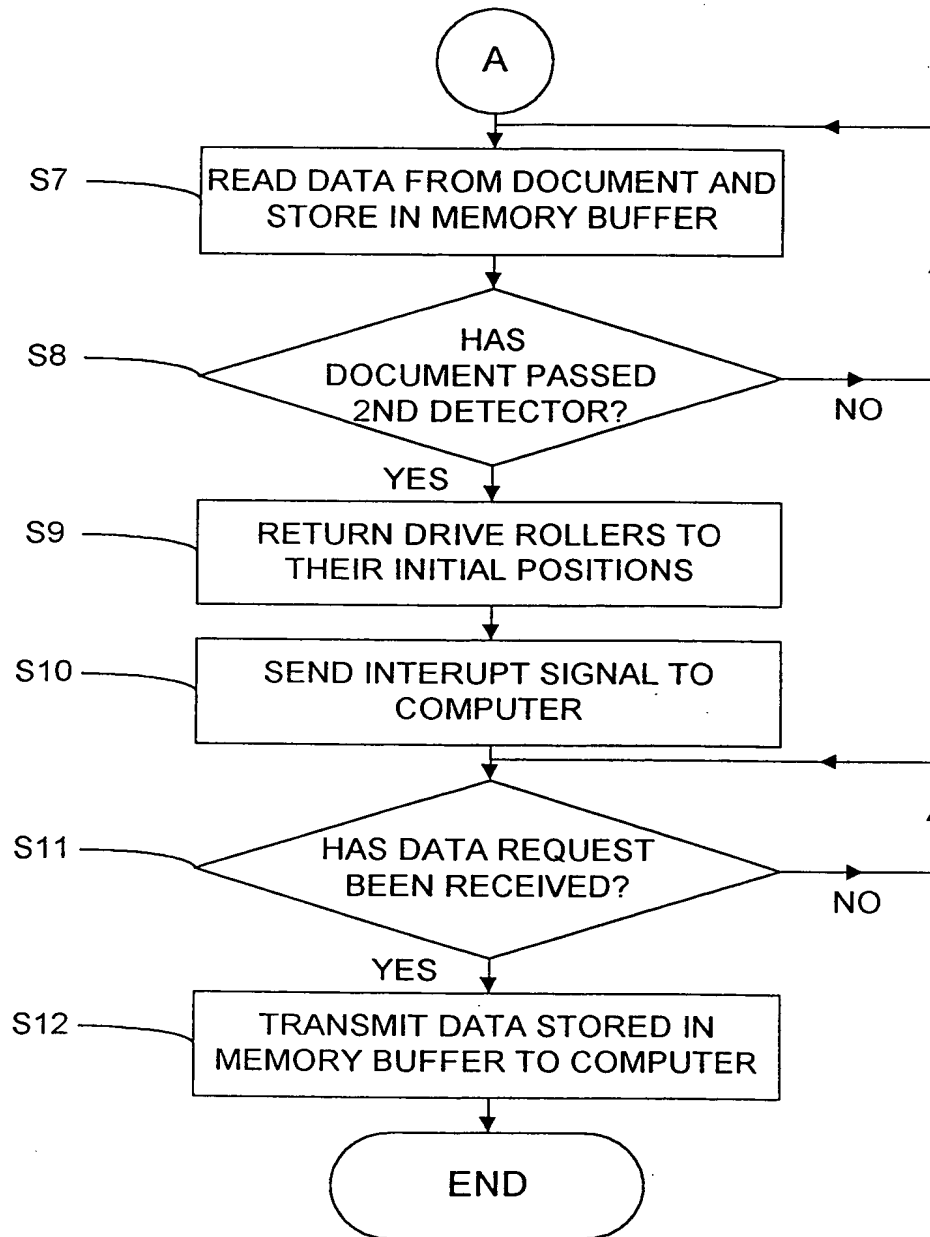 A
S7
READ DATA FROM DOCUMENT AND
STORE IN MEMORY BUFFER
S8
HAS
DOCUMENT PASSED
2ND DETECTOR?
NO
YES
S9
RETURN DRIVE ROLLERS TO
THEIR INITIAL POSITIONS
S10
SEND INTERUPT SIGNAL TO
COMPUTER
S11
HAS DATA REQUEST
BEEN RECEIVED?
NO
YES
S12
TRANSMIT DATA STORED IN
MEMORY BUFFER TO COMPUTER
END